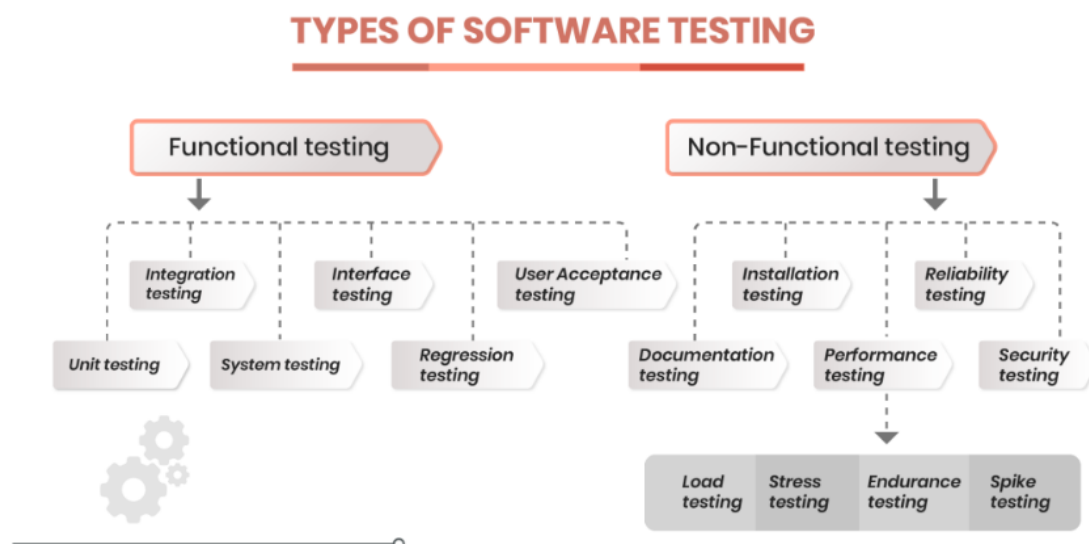 TYPES OF SOFTWARE TESTING
Functional testing
Non-Functional testing
Integration
testing
Interface
testing
User Acceptance
testing
Installation
testing
Reliability
testing
Unit testing
System testing
Regression
testing
Documentation
testing
Performance
testing
Security
testing
Load
testing
Stress
testing
Endurance
testing
Spike
testing